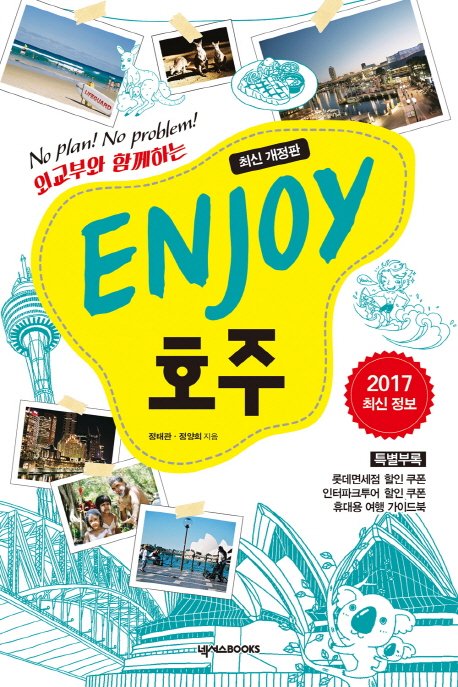 LIFEGUARD
No plan! No problem!
외교부와 함께하는
최신 개정판
ENJOY
호주
정태관 · 정양희 지음
2017
최신 정보
특별부록
롯데면세점 할인 쿠폰
인터파크투어 할인 쿠폰
휴대용 여행 가이드북
넥서스BOOKS